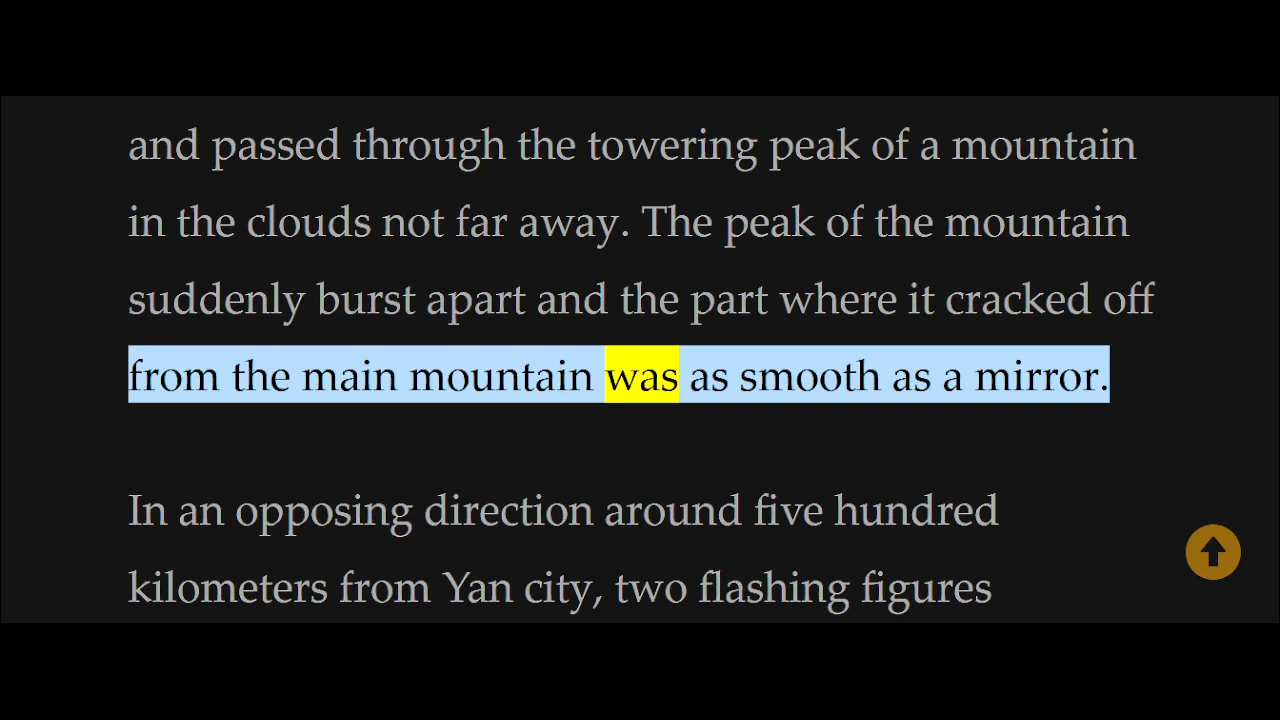 and passed through the towering peak of a mountain
in the clouds not far away. The peak of the mountain
suddenly burst apart and the part where it cracked off
from the main mountain was as smooth as a mirror.
In an opposing direction around five hundred
kilometers from Yan city, two flashing figures